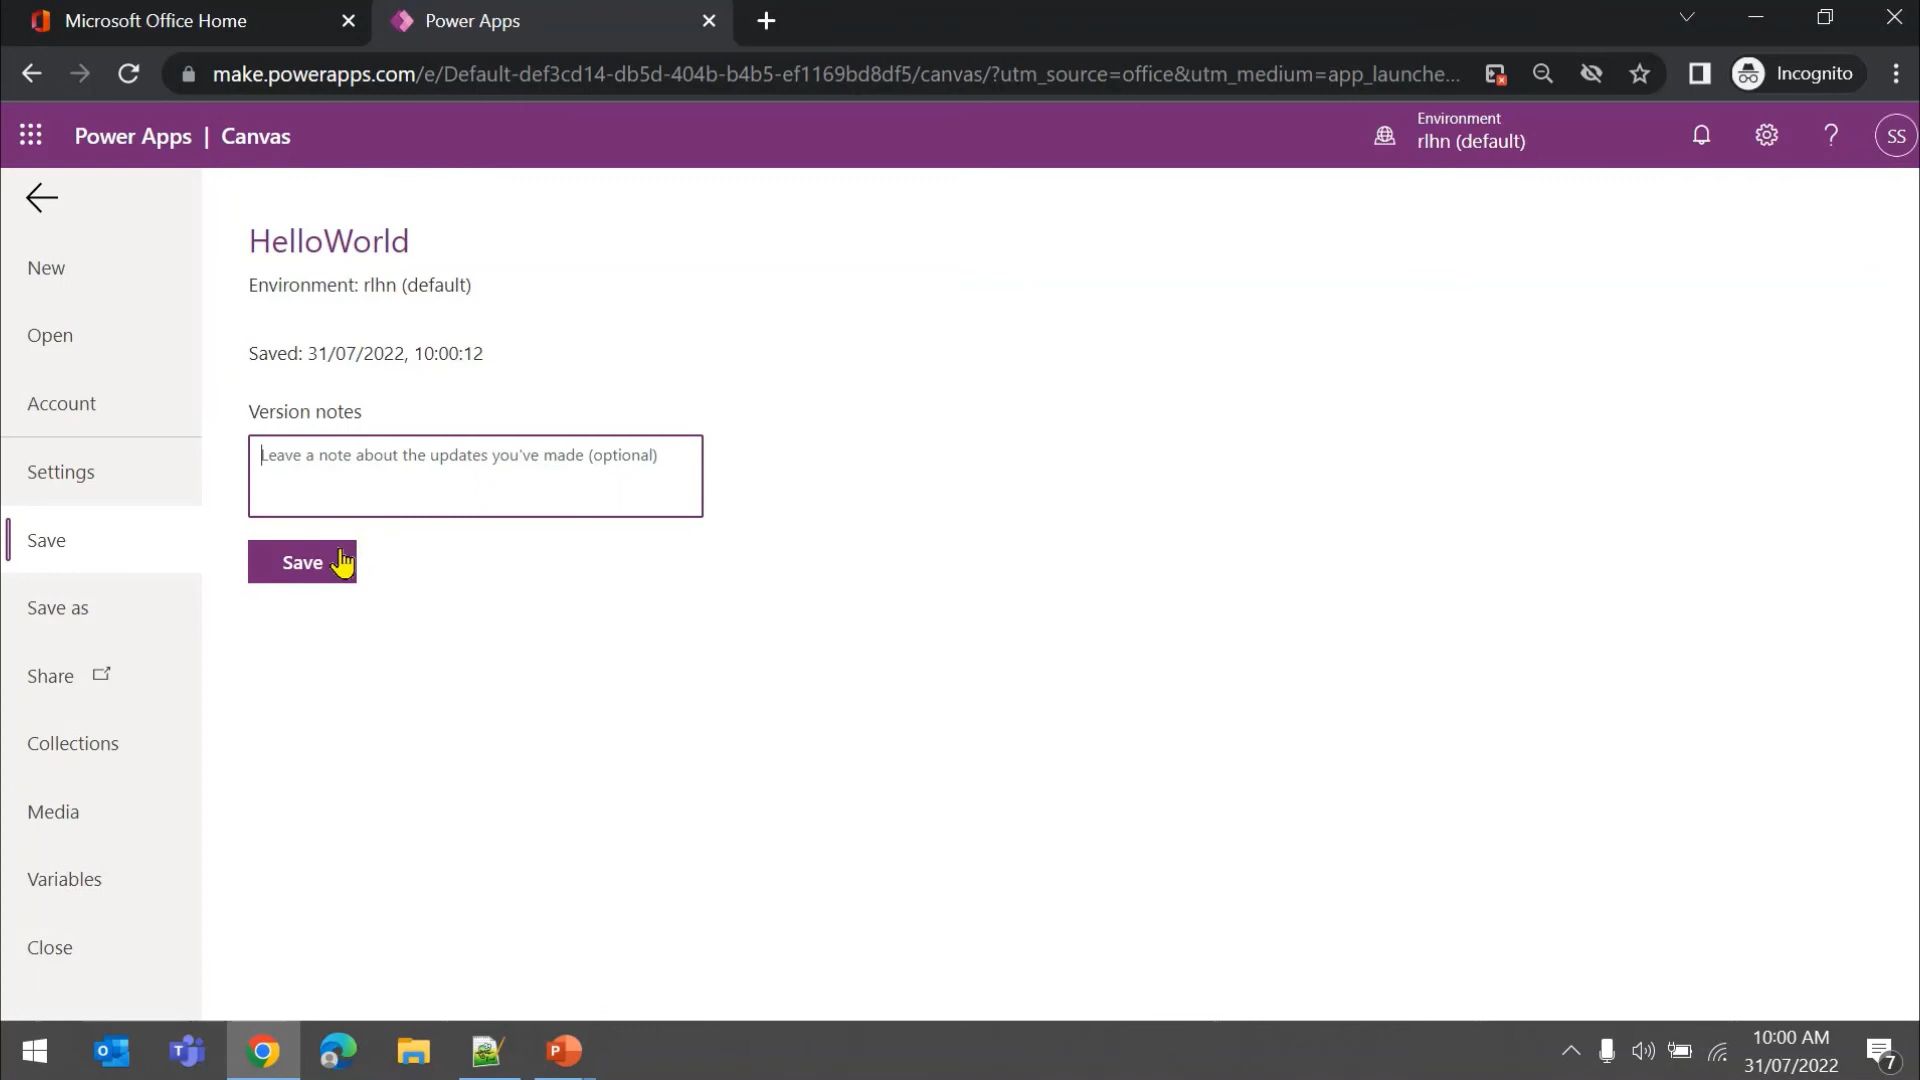 Microsoft Office Home
Power Apps
make.powerapps.com/e/Default-def3cd14-db5d-404b-b4b5-ef1169bd8df5/canvas/?utm_source=office&utm_medium=app_launche...
Incognito
Power Apps | Canvas
Environment
rlhn (default)
?
SS
New
Open
Account
Settings
Save
Save as
Share
Collections
Media
Variables
Close
HelloWorld
Environment: rlhn (default)
Saved: 31/07/2022, 10:00:12
Version notes
Leave a note about the updates you've made (optional)
Save
10:00 AM
31/07/2022
7